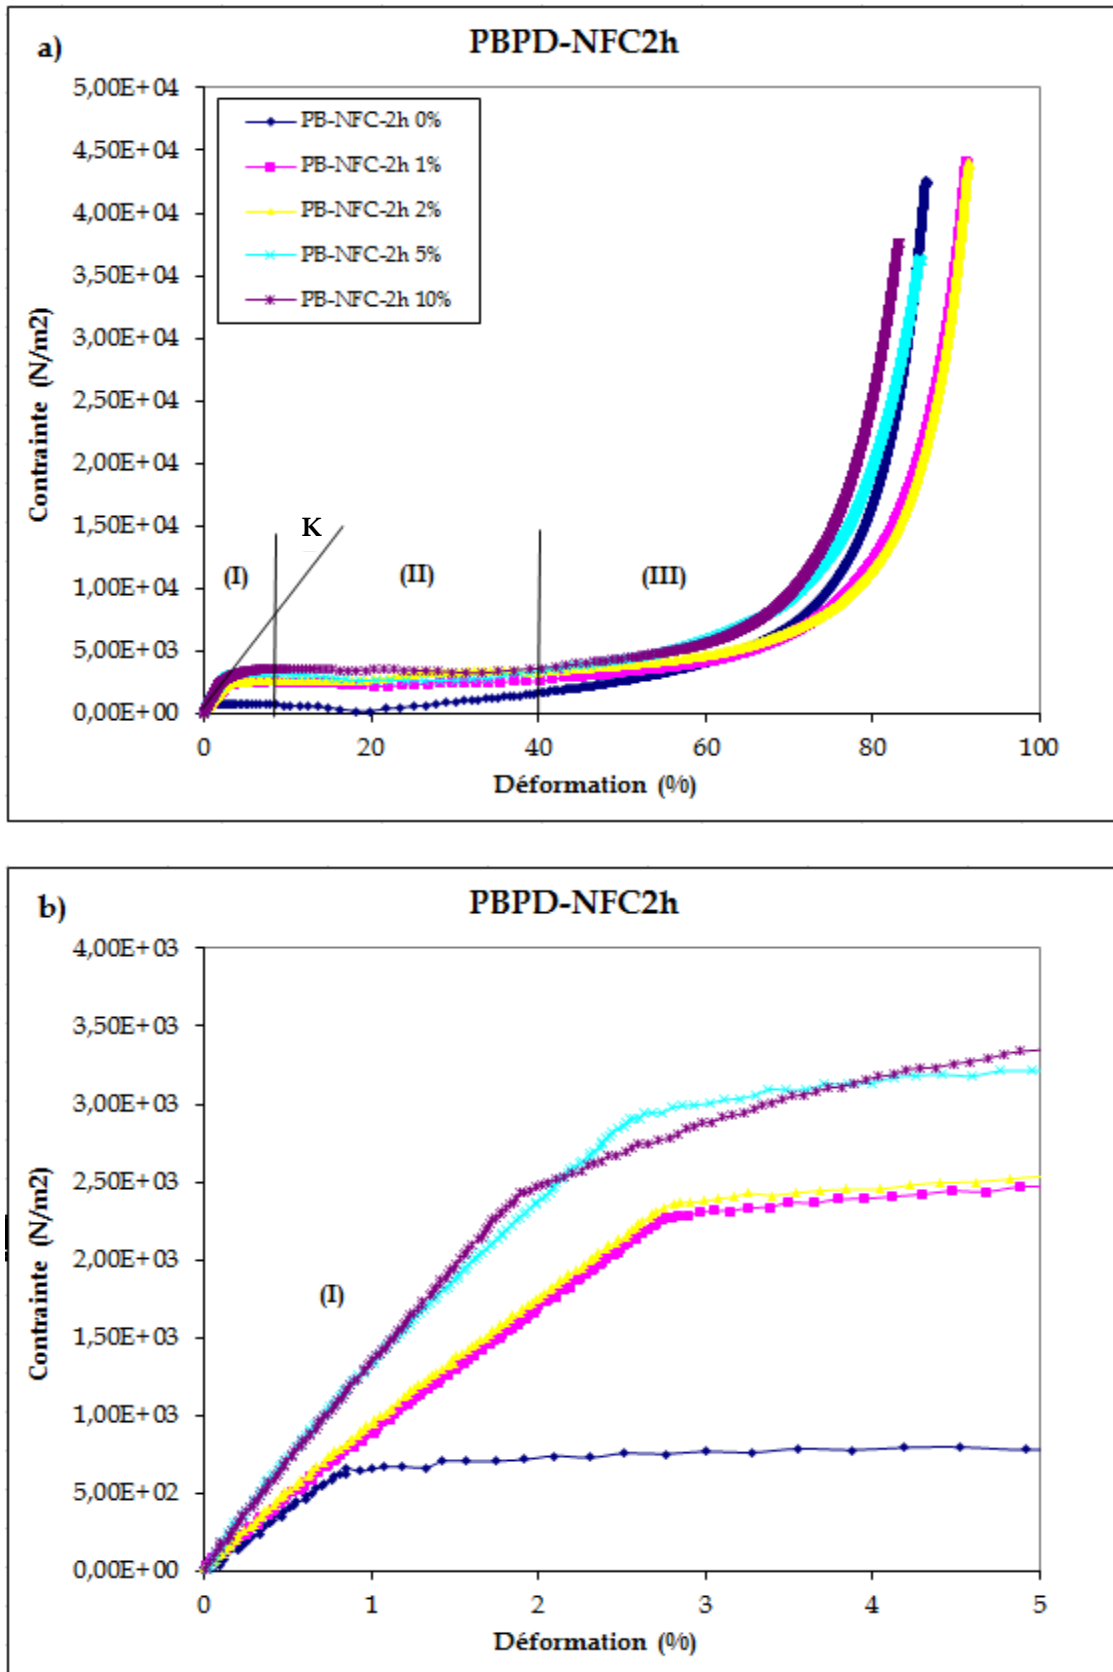 a)
PBPD-NFC2h
5,00E+04
4,50E+04
4,00E+04
3,50E+04
3,00E+04
2,50E+04
2,00E+04
1,50E+04
1,00E+04
5,00E+03
0,00E+00
Contrainte (N/m2)
PB-NFC-2h 0%
PB-NFC-2h 1%
PB-NFC-2h 2%
PB-NFC-2h 5%
PB-NFC-2h 10%
K
(I)
(II)
(III)
0 20 40 60 80 100
Déformation (%)
b)
PBPD-NFC2h
4,00E+03
3,50E+03
3,00E+03
2,50E+03
2,00E+03
1,50E+03
1,00E+03
5,00E+02
0,00E+00
Contrainte (N/m2)
(I)
0 1 2 3 4 5
Déformation (%)